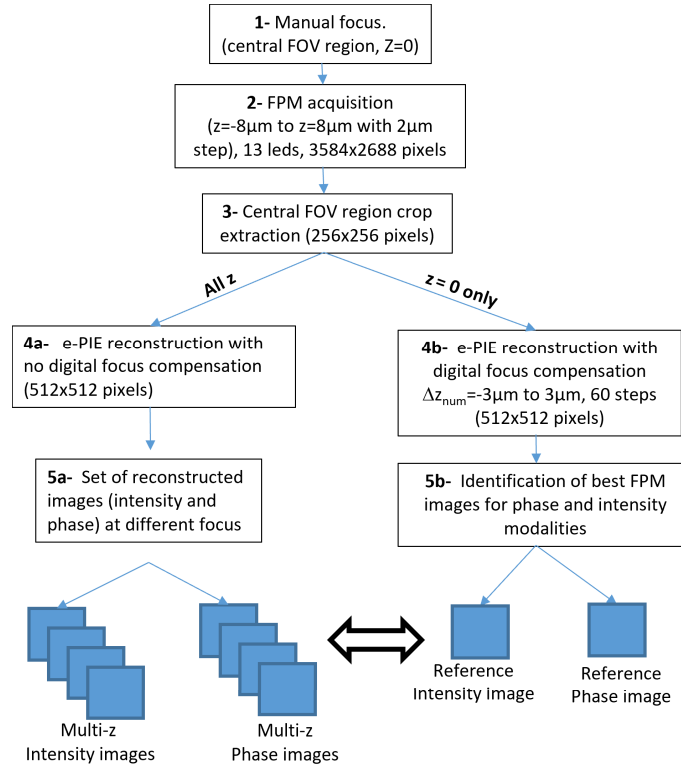 1- Manual focus.
(central FOV region, Z=0)
2- FPM acquisition
(z=-8µm to z=8µm with 2µm
step), 13 leds, 3584x2688 pixels
3- Central FOV region crop
extraction (256x256 pixels)
All z
z = 0 only
4a- e-PIE reconstruction with
no digital focus compensation
(512x512 pixels)
4b- e-PIE reconstruction with
digital focus compensation
Δznum=-3µm to 3µm, 60 steps
(512x512 pixels)
5a- Set of reconstructed
images (intensity and
phase) at different focus
5b- Identification of best FPM
images for phase and intensity
modalities
Multi-z
Intensity images
Multi-z
Phase images
Reference
Intensity image
Reference
Phase image